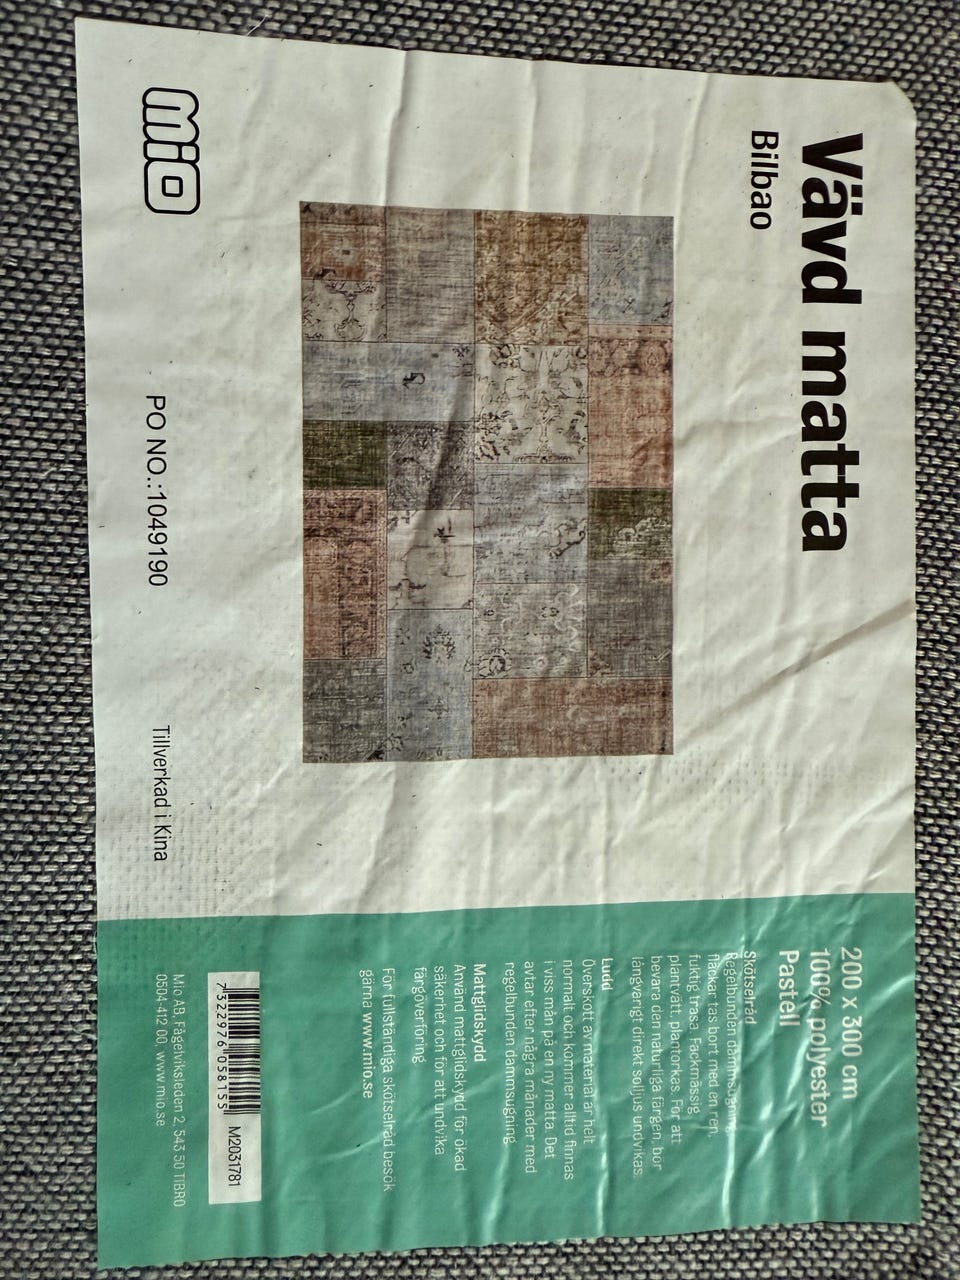 Vävd matta
Bilbao
mio
PO NO.:1049190
Tillverkad i Kina
200 x 300 cm
100% polyester
Pastell
Skötselråd
Regelbunden dammsugning,
fläckar tas bort med en ren,
fuktig trasa. Fackmässig
plantvätt, plantorkas. För att
bevara den naturliga färgen, bör
långvarigt direkt solljus undvikas.
Ludd
Överskott av material är helt
normalt och kommer alltid finnas
i viss mån på en ny matta. Det
avtar efter några månader med
regelbunden dammsugning.
Mattglidskydd
Använd mattglidskydd för ökad
säkerhet och för att undvika
färgöverföring.
För fullständiga skötselråd besök
gärna www.mio.se
7322976 058155
M2031781
Mio AB, Fågelviksleden 2, 543 50 TIBRO
0504-412 00, www.mio.se